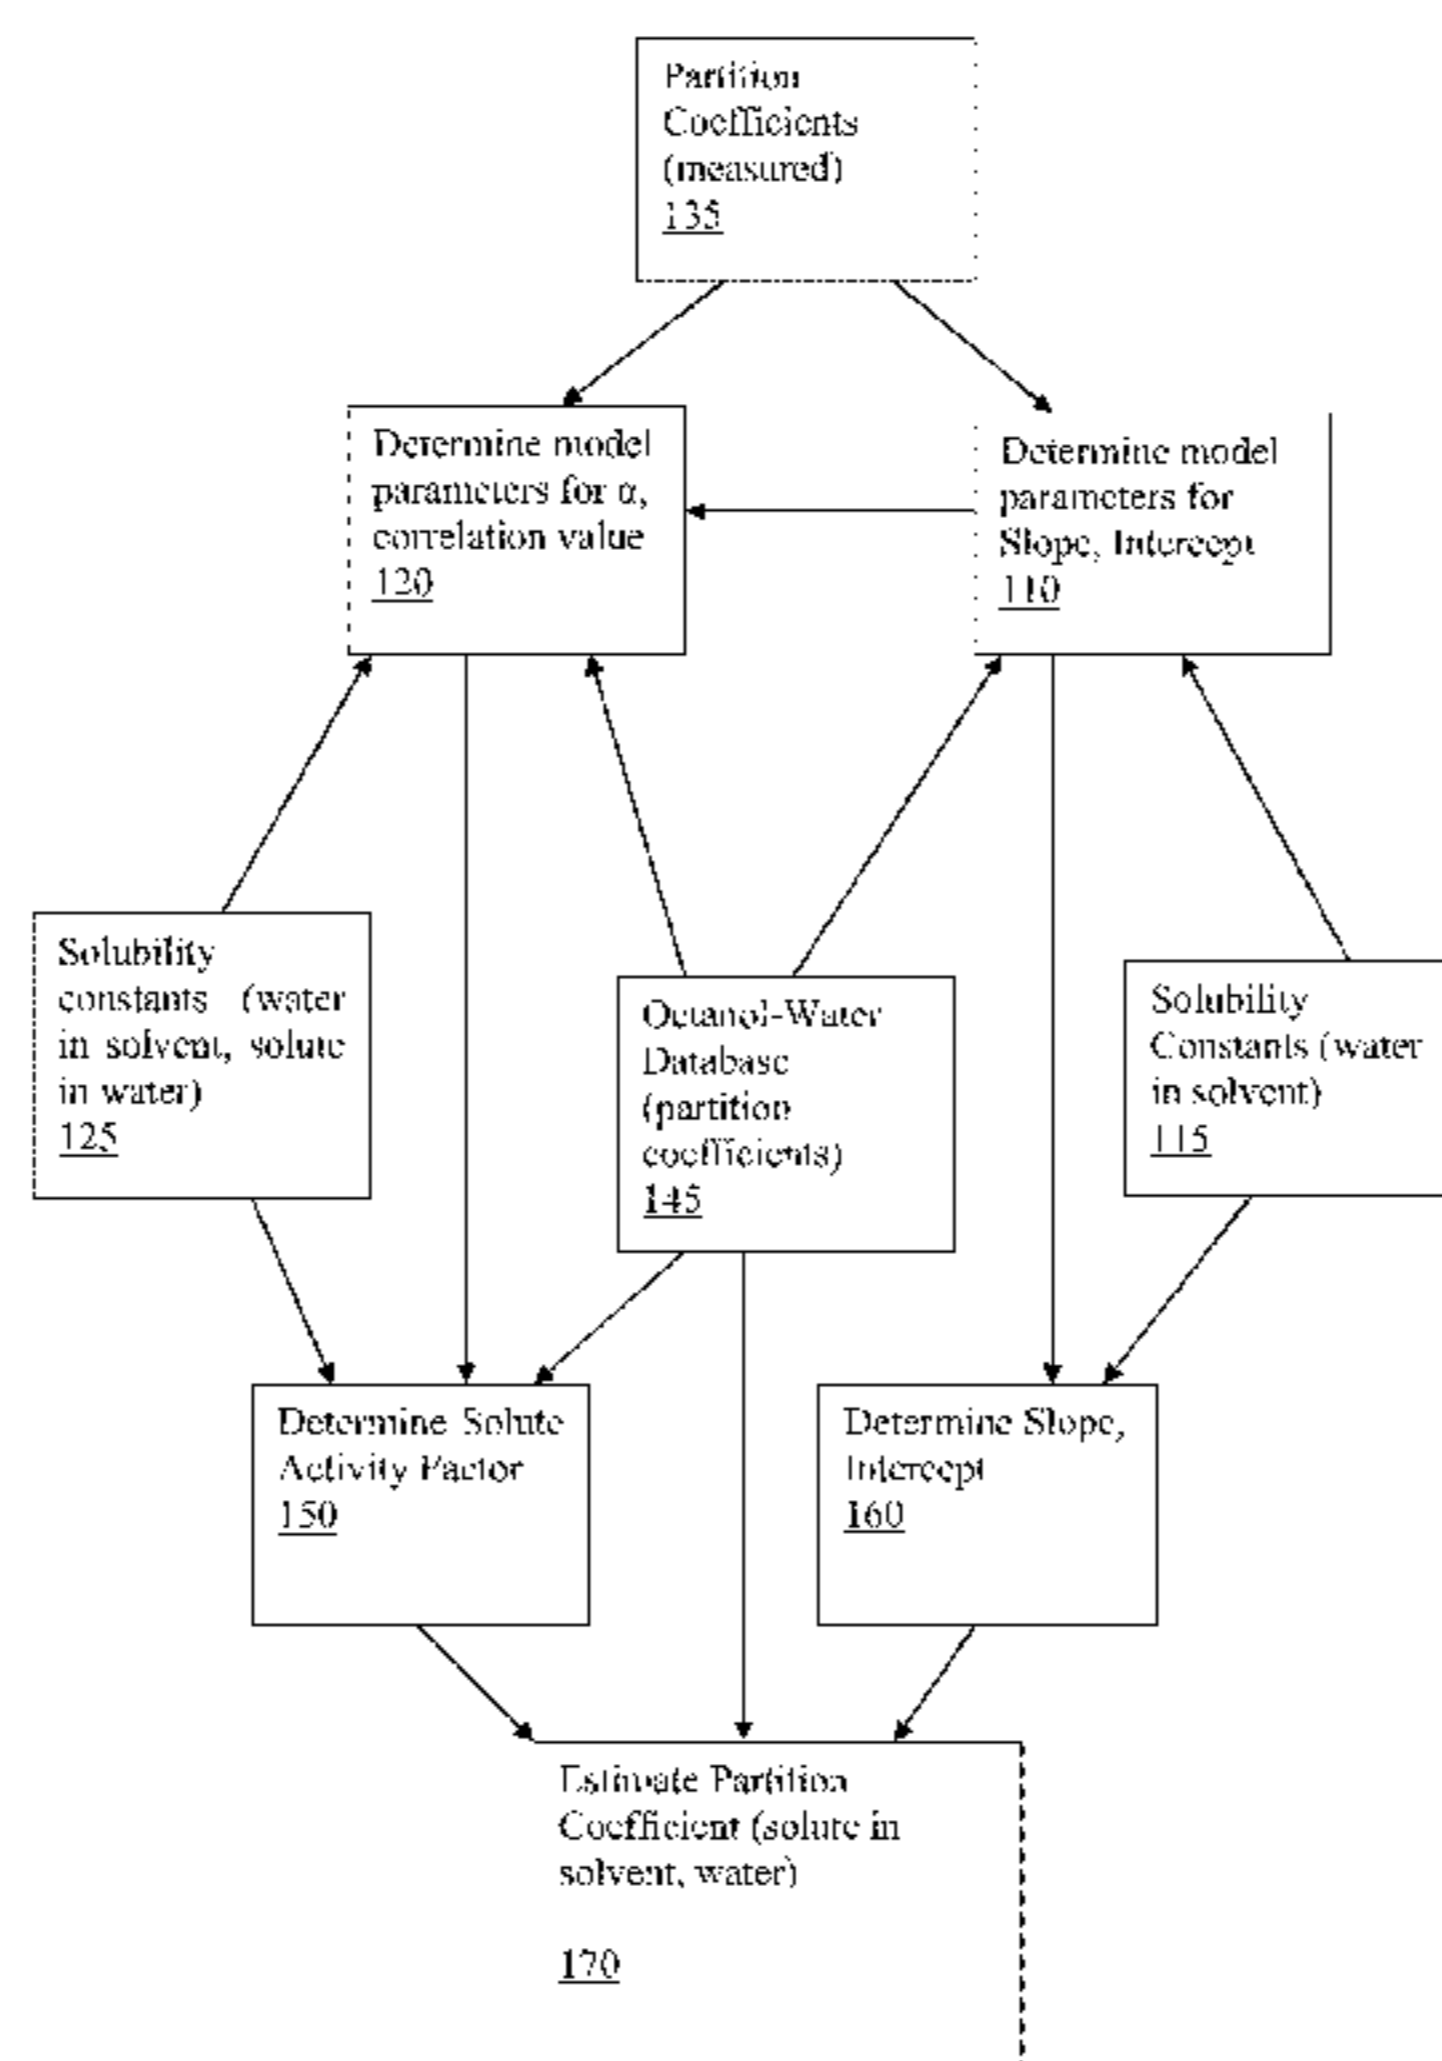 Partition
Coefficients
(measured)
135
Determine model
parameters for α,
correlation value
120
Determine model
parameters for
Slope, Intercept
110
Solubility
constants (water
in solvent, solute
in water)
125
Octanol-Water
Database
(partition
coefficients)
145
Solubility
Constants (water
in solvent)
115
Determine Solute
Activity Factor
150
Determine Slope,
Intercept
160
Estimate Partition
Coefficient (solute in
solvent, water)
170